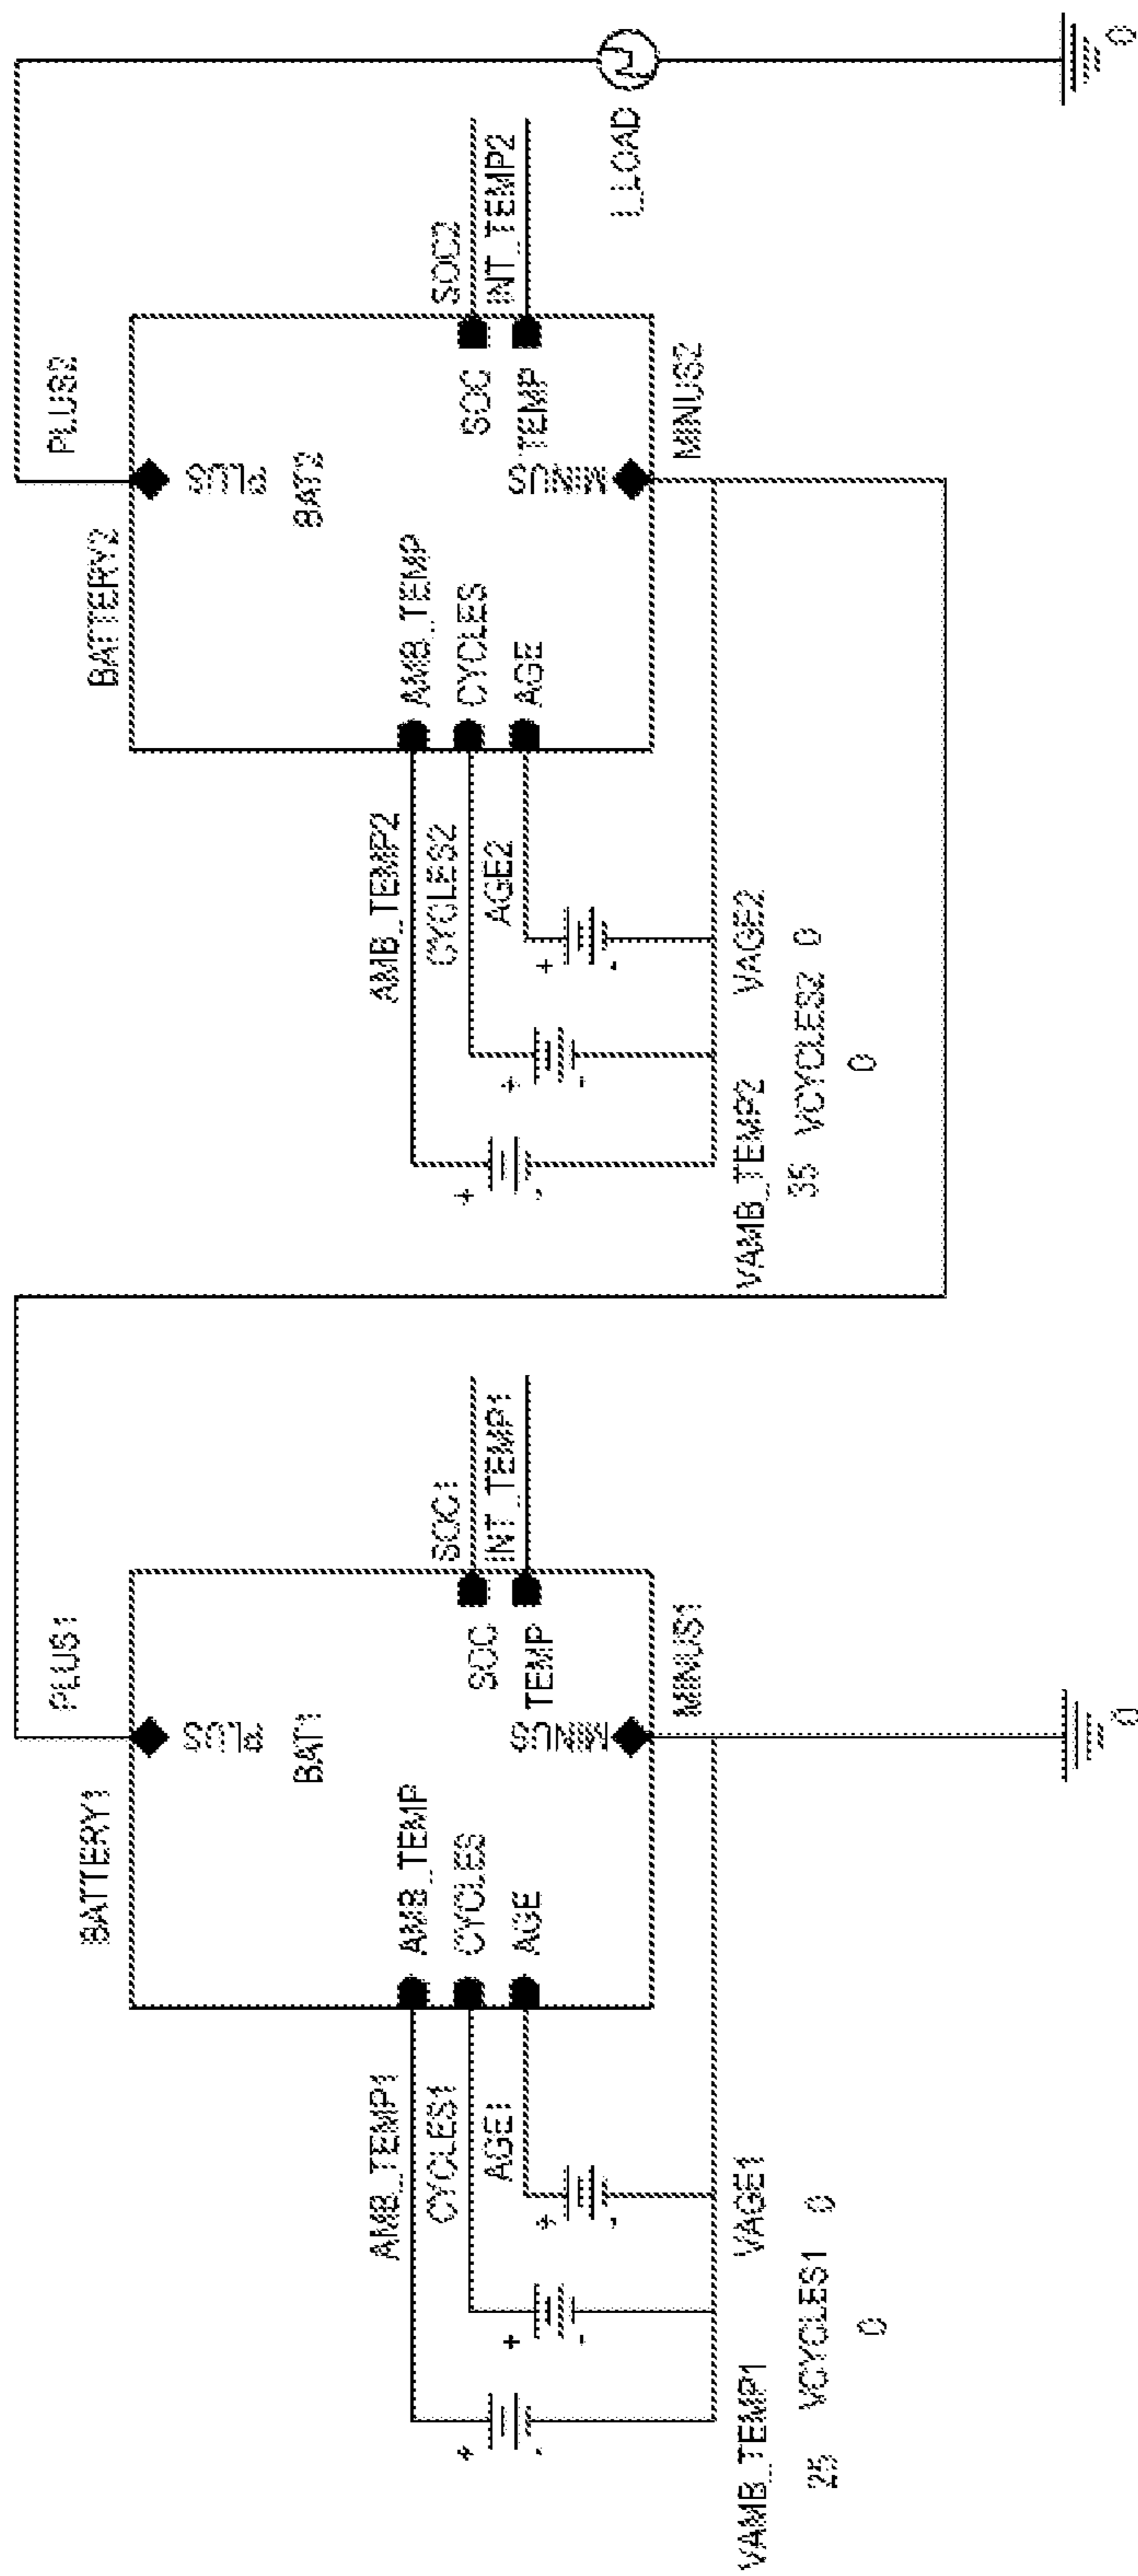 BATTERY1
PLUS1
PLUS
BAT1
AMB_TEMP1
AMB_TEMP
CYCLES1
CYCLES
AGE1
AGE
SOC
SOC1
TEMP
INT_TEMP1
MINUS
MINUS1
+
-
+
-
+
-
VAMB_TEMP1
25
VCYCLES1
0
VAGE1
0
0
BATTERY2
PLUS2
PLUS
BAT2
AMB_TEMP2
AMB_TEMP
CYCLES2
CYCLES
AGE2
AGE
SOC
SOC2
TEMP
INT_TEMP2
MINUS
MINUS2
+
-
+
-
+
-
VAMB_TEMP2
35
VCYCLES2
0
VAGE2
0
I_LOAD
0